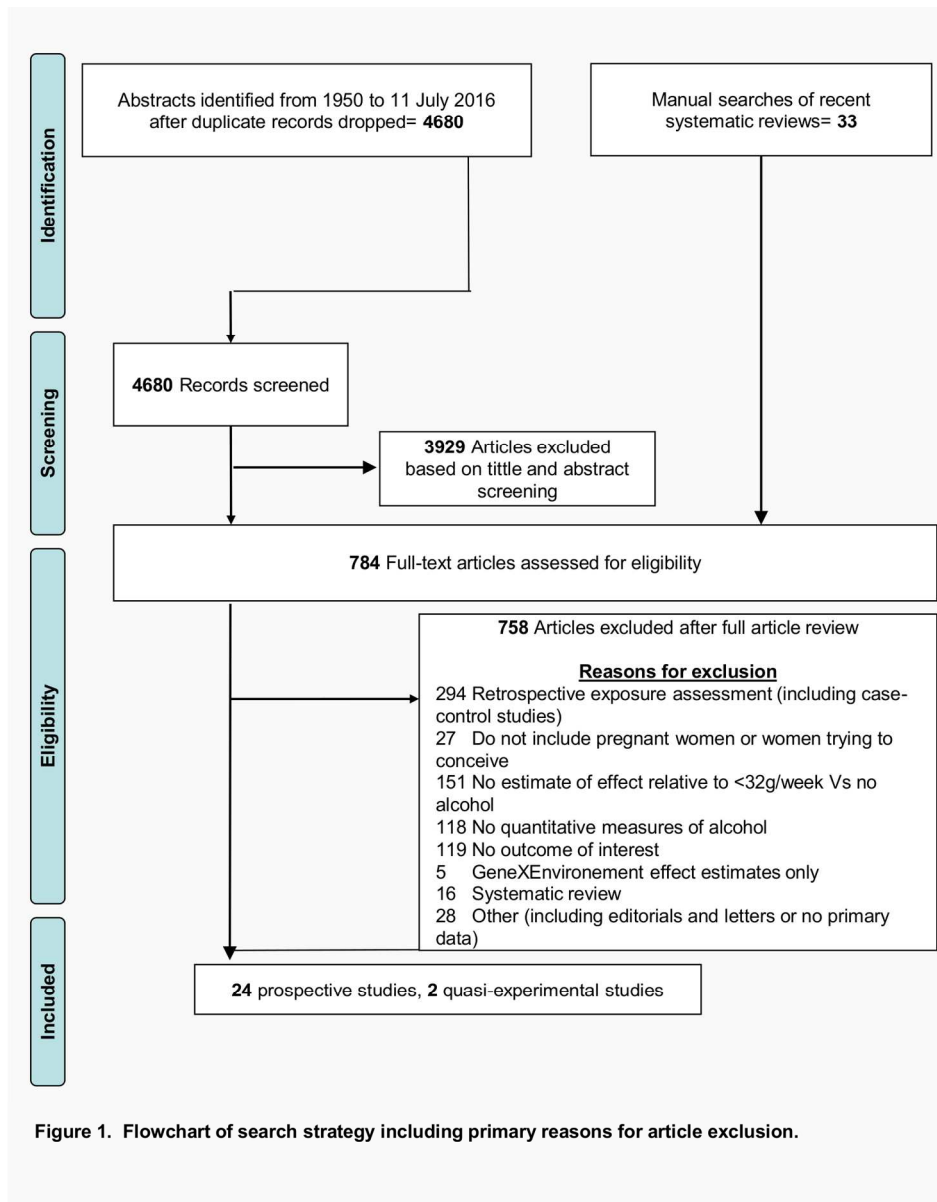 Identification
Abstracts identified from 1950 to 11 July 2016
after duplicate records dropped= 4680
Manual searches of recent
systematic reviews= 33
Screening
4680 Records screened
3929 Articles excluded
based on tittle and abstract
screening
Eligibility
784 Full-text articles assessed for eligibility
758 Articles excluded after full article review
Reasons for exclusion
294 Retrospective exposure assessment (including case-
control studies)
27 Do not include pregnant women or women trying to
conceive
151 No estimate of effect relative to <32g/week Vs no
alcohol
118 No quantitative measures of alcohol
119 No outcome of interest
5 GeneXEnvironement effect estimates only
16 Systematic review
28 Other (including editorials and letters or no primary
data)
Included
24 prospective studies, 2 quasi-experimental studies
Figure 1. Flowchart of search strategy including primary reasons for article exclusion.